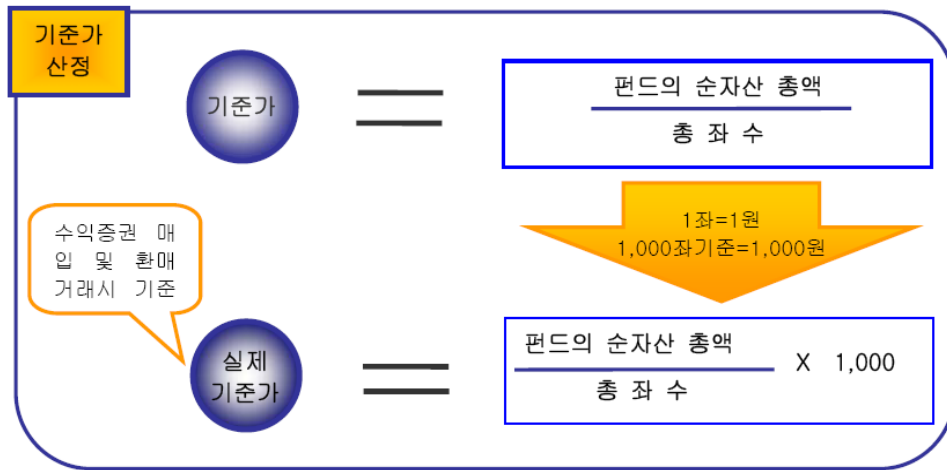 기준가
산정
기준가
펀드의 순자산 총액
총 좌 수
1좌=1원
1,000좌기준=1,000원
수익증권 매
입 및 환매
거래시 기준
실제
기준가
펀드의 순자산 총액
총 좌 수
X 1,000